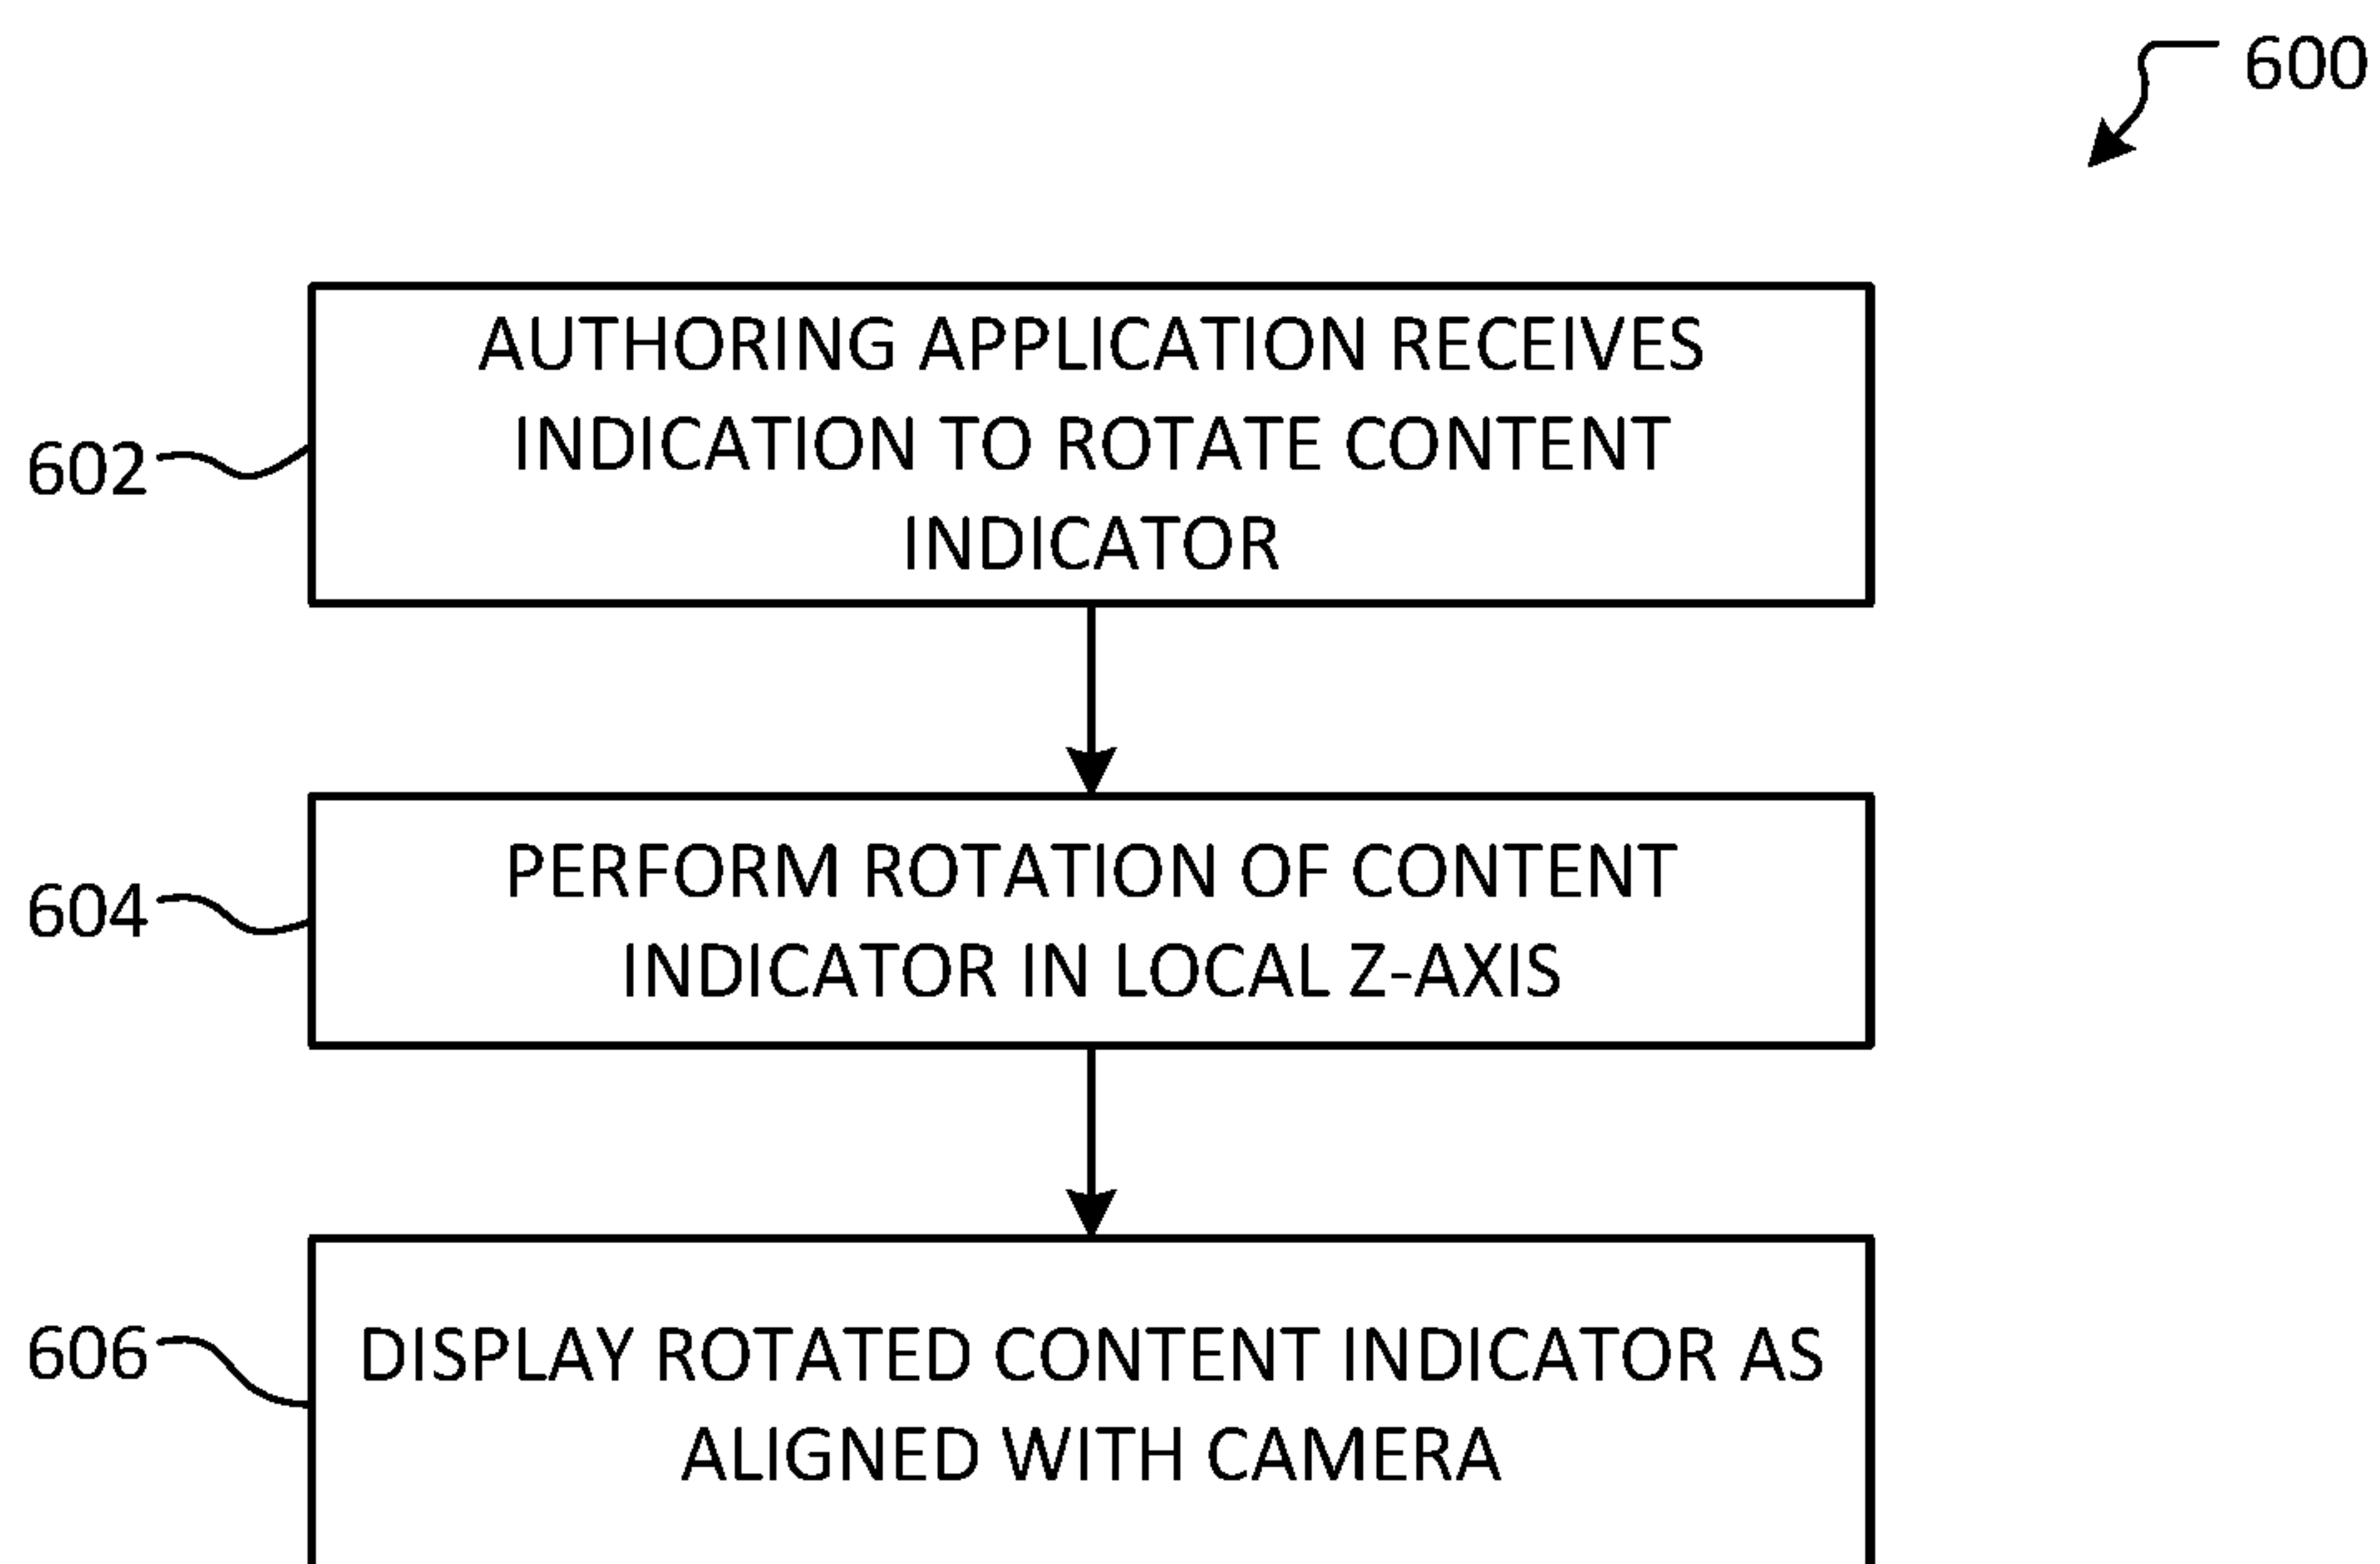 600
AUTHORING APPLICATION RECEIVES
INDICATION TO ROTATE CONTENT
INDICATOR
602
PERFORM ROTATION OF CONTENT
INDICATOR IN LOCAL Z-AXIS
604
DISPLAY ROTATED CONTENT INDICATOR AS
ALIGNED WITH CAMERA
606